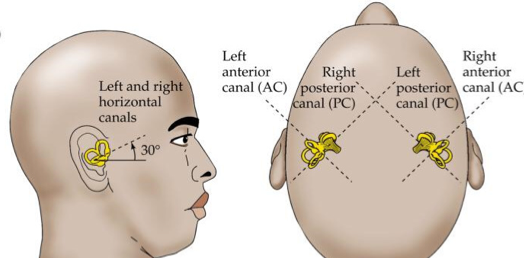 Left and right
horizontal
canals
30°
Left
anterior
canal (AC)
Right
posterior
canal (PC)
Left
posterior
canal (PC)
Right
anterior
canal (AC